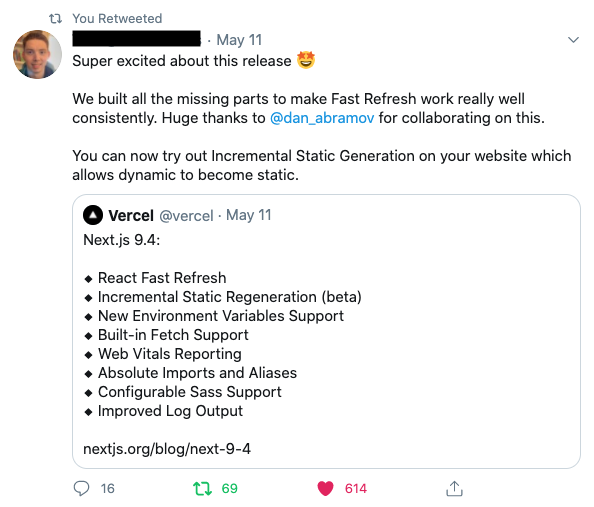 You Retweeted
· May 11
Super excited about this release 🤩
We built all the missing parts to make Fast Refresh work really well
consistently. Huge thanks to @dan_abramov for collaborating on this.
You can now try out Incremental Static Generation on your website which
allows dynamic to become static.
Vercel @vercel · May 11
Next.js 9.4:
◆ React Fast Refresh
◆ Incremental Static Regeneration (beta)
◆ New Environment Variables Support
◆ Built-in Fetch Support
◆ Web Vitals Reporting
◆ Absolute Imports and Aliases
◆ Configurable Sass Support
◆ Improved Log Output
nextjs.org/blog/next-9-4
16 69 614